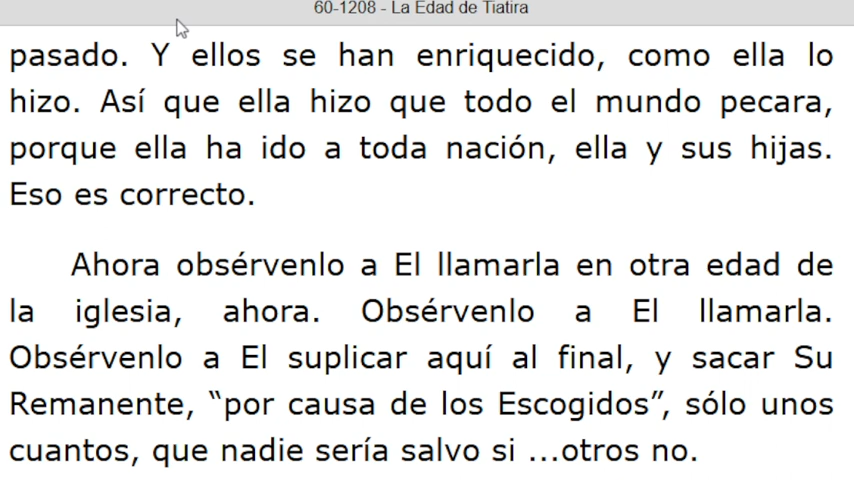 60-1208 - La Edad de Tiatira
pasado. Y ellos se han enriquecido, como ella lo
hizo. Así que ella hizo que todo el mundo pecara,
porque ella ha ido a toda nación, ella y sus hijas.
Eso es correcto.
Ahora obsérvenlo a El llamarla en otra edad de
la iglesia, ahora. Obsérvenlo a El llamarla.
Obsérvenlo a El suplicar aquí al final, y sacar Su
Remanente, “por causa de los Escogidos”, sólo unos
cuantos, que nadie sería salvo si ...otros no.